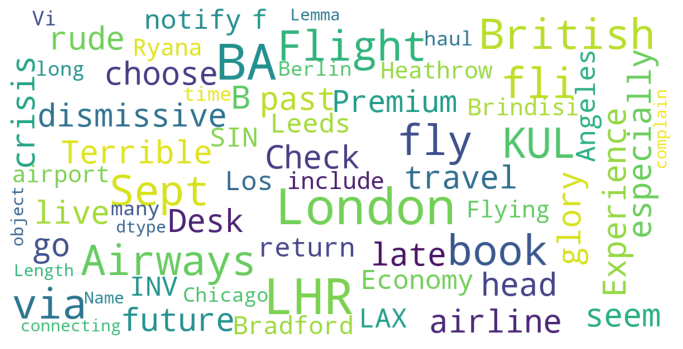 Vi
notify
f
Lemma
rude
Ryana
BA
Flight
haul
British
crisis
long
choose
Berlin
Heathrow
fli
Angeles
time
B
past
Premium
Brindisi
especially
complain
dismissive
SIN
Leeds
fly
KUL
Experience
Terrible
Check
airport
Sept
Los
include
travel
glory
object
live
many
dtype
Desk
London
Flying
go
Airways
return
late
book
Length
INV
Chicago
LHR
Economy
head
via
Name
connecting
future
Bradford
LAX
airline
seem